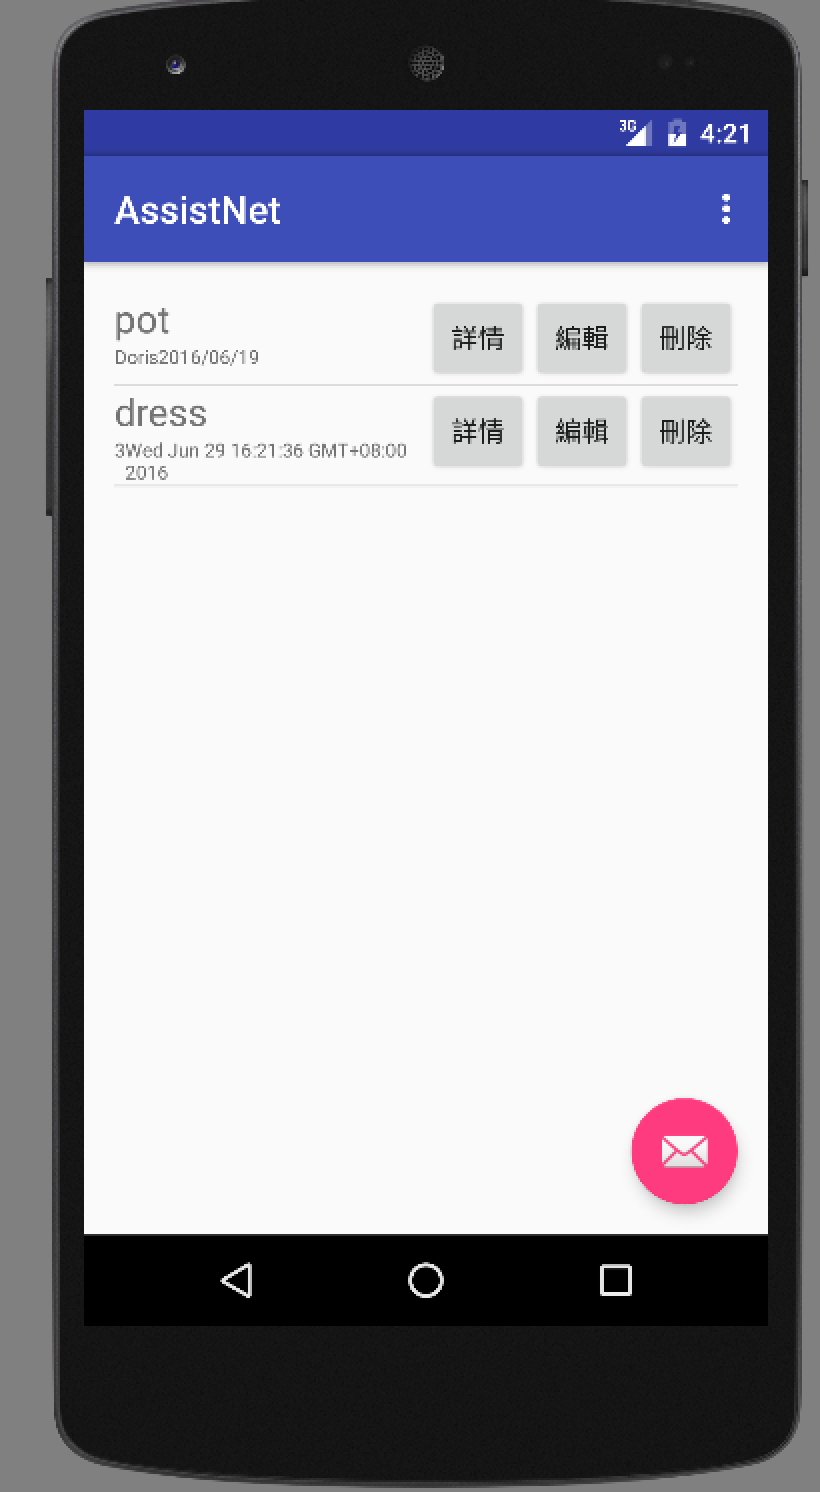 3G 4:21
AssistNet
pot
Doris2016/06/19
詳情 編輯 刪除
dress
3Wed Jun 29 16:21:36 GMT+08:00
2016
詳情 編輯 刪除